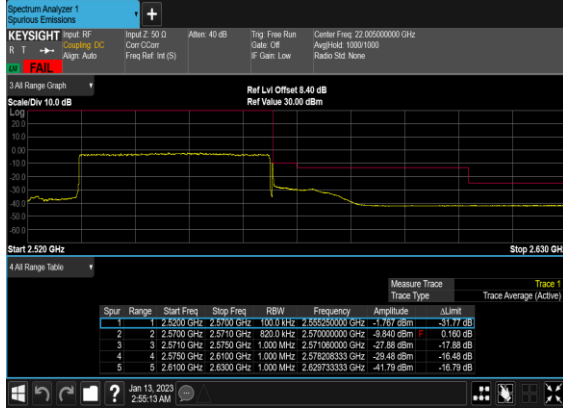 Spectrum Analyzer 1
Spurious Emissions
+
KEYSIGHT Input: RF Input Z: 50 Ω Atten: 40 dB Trig: Free Run Center Freq: 22.005000000 GHz
R T Coupling: DC Corr CCorr Gate: Off Avg|Hold: 1000/1000
Align: Auto Freq Ref: Int (S) IF Gain: Low Radio Std: None
LXI FAIL
3 All Range Graph Ref Lvl Offset 8.40 dB
Scale/Div 10.0 dB Ref Value 30.00 dBm
Log
20.0
10.0
0.00
-10.0
-20.0
-30.0
-40.0
-50.0
-60.0
Start 2.520 GHz Stop 2.630 GHz
4 All Range Table
Measure Trace Trace 1
Trace Type Trace Average (Active)
Spur Range Start Freq Stop Freq RBW Frequency Amplitude ΔLimit
1 1 2.5200 GHz 2.5700 GHz 100.0 kHz 2.555250000 GHz -1.767 dBm -31.77 dB
2 2 2.5700 GHz 2.5710 GHz 820.0 kHz 2.570000000 GHz -9.840 dBm F 0.160 dB
3 3 2.5710 GHz 2.5750 GHz 1.000 MHz 2.571060000 GHz -27.88 dBm -17.88 dB
4 4 2.5750 GHz 2.6100 GHz 1.000 MHz 2.578208333 GHz -29.48 dBm -16.48 dB
5 5 2.6100 GHz 2.6300 GHz 1.000 MHz 2.629733333 GHz -41.79 dBm -16.79 dB
? Jan 13, 2023
2:55:13 AM